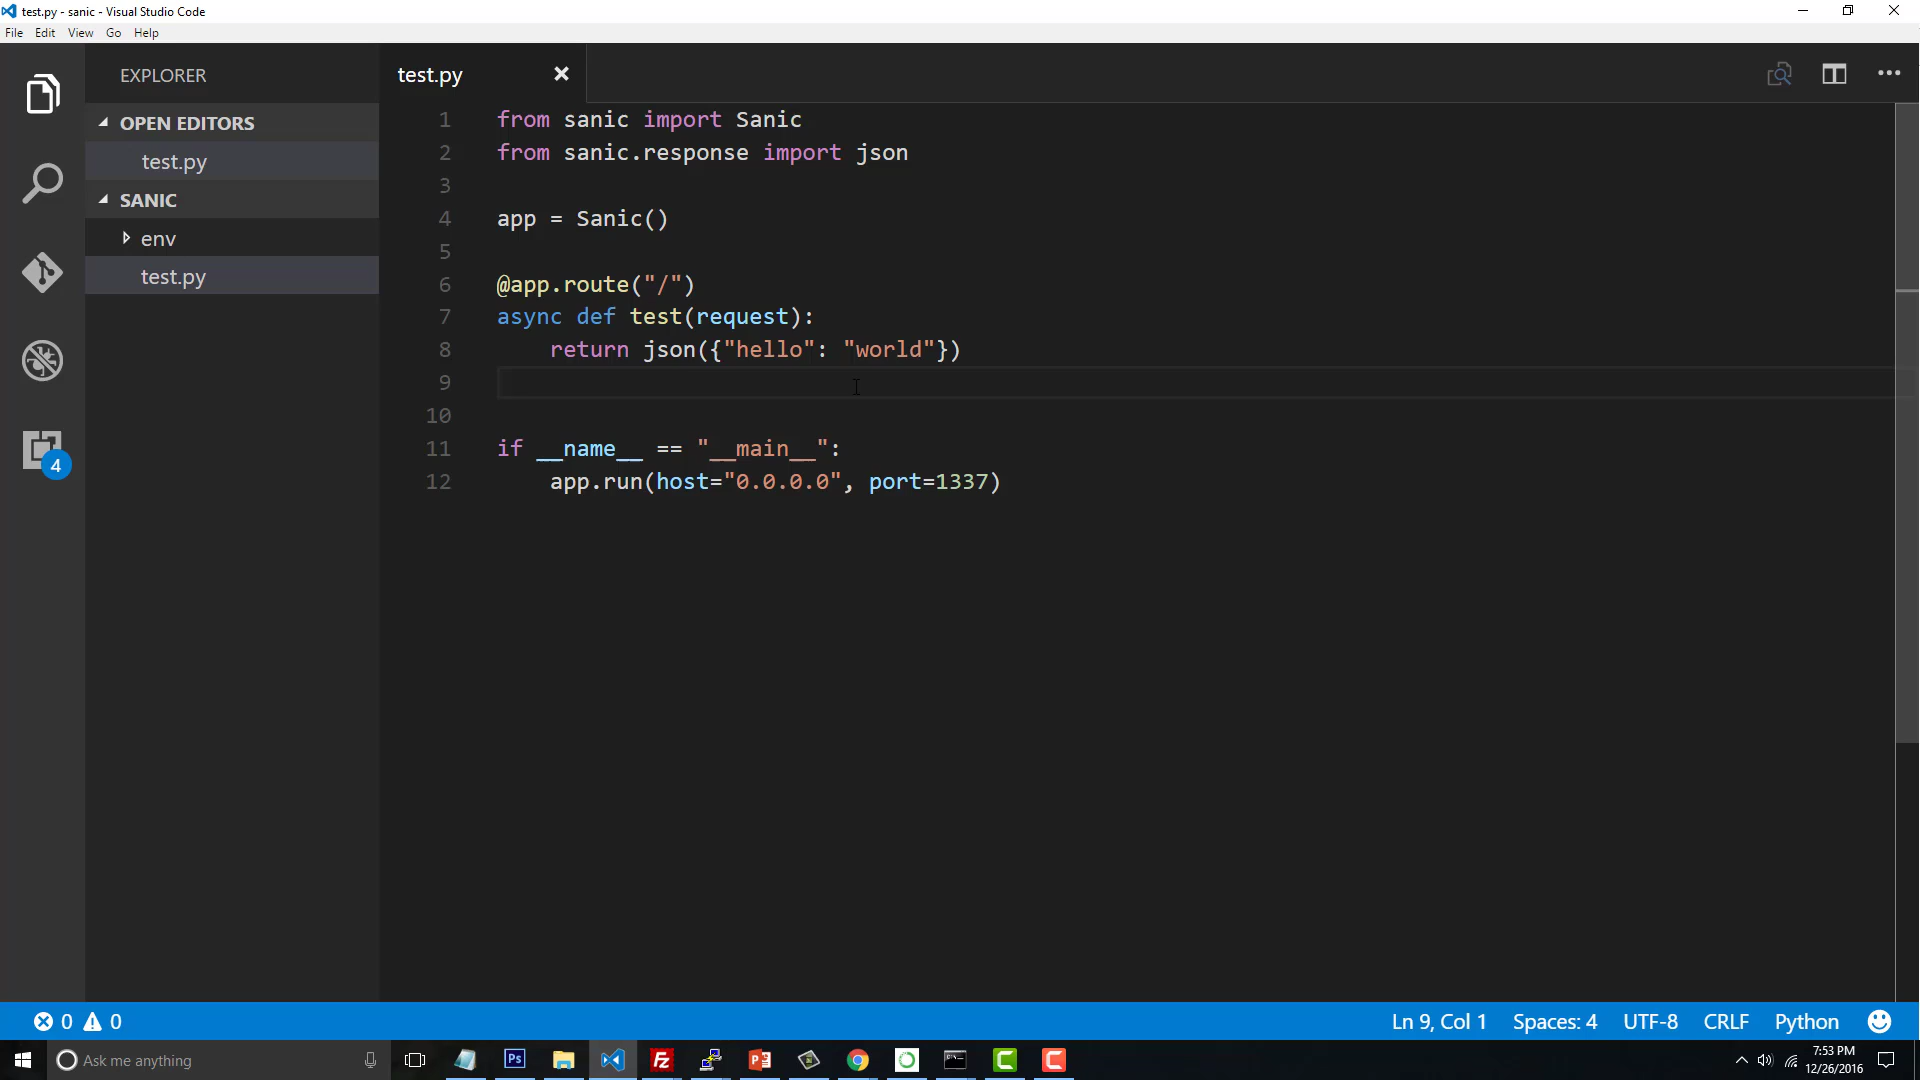 test.py - sanic - Visual Studio Code
File Edit View Go Help
EXPLORER
OPEN EDITORS
test.py
SANIC
env
test.py
4
test.py
1 from sanic import Sanic
2 from sanic.response import json
3
4 app = Sanic()
5
6 @app.route("/")
7 async def test(request):
8     return json({"hello": "world"})
9
10
11 if __name__ == "__main__":
12     app.run(host="0.0.0.0", port=1337)
0 0 Ln 9, Col 1 Spaces: 4 UTF-8 CRLF Python
Ask me anything
Ps
Fz
7:53 PM
12/26/2016